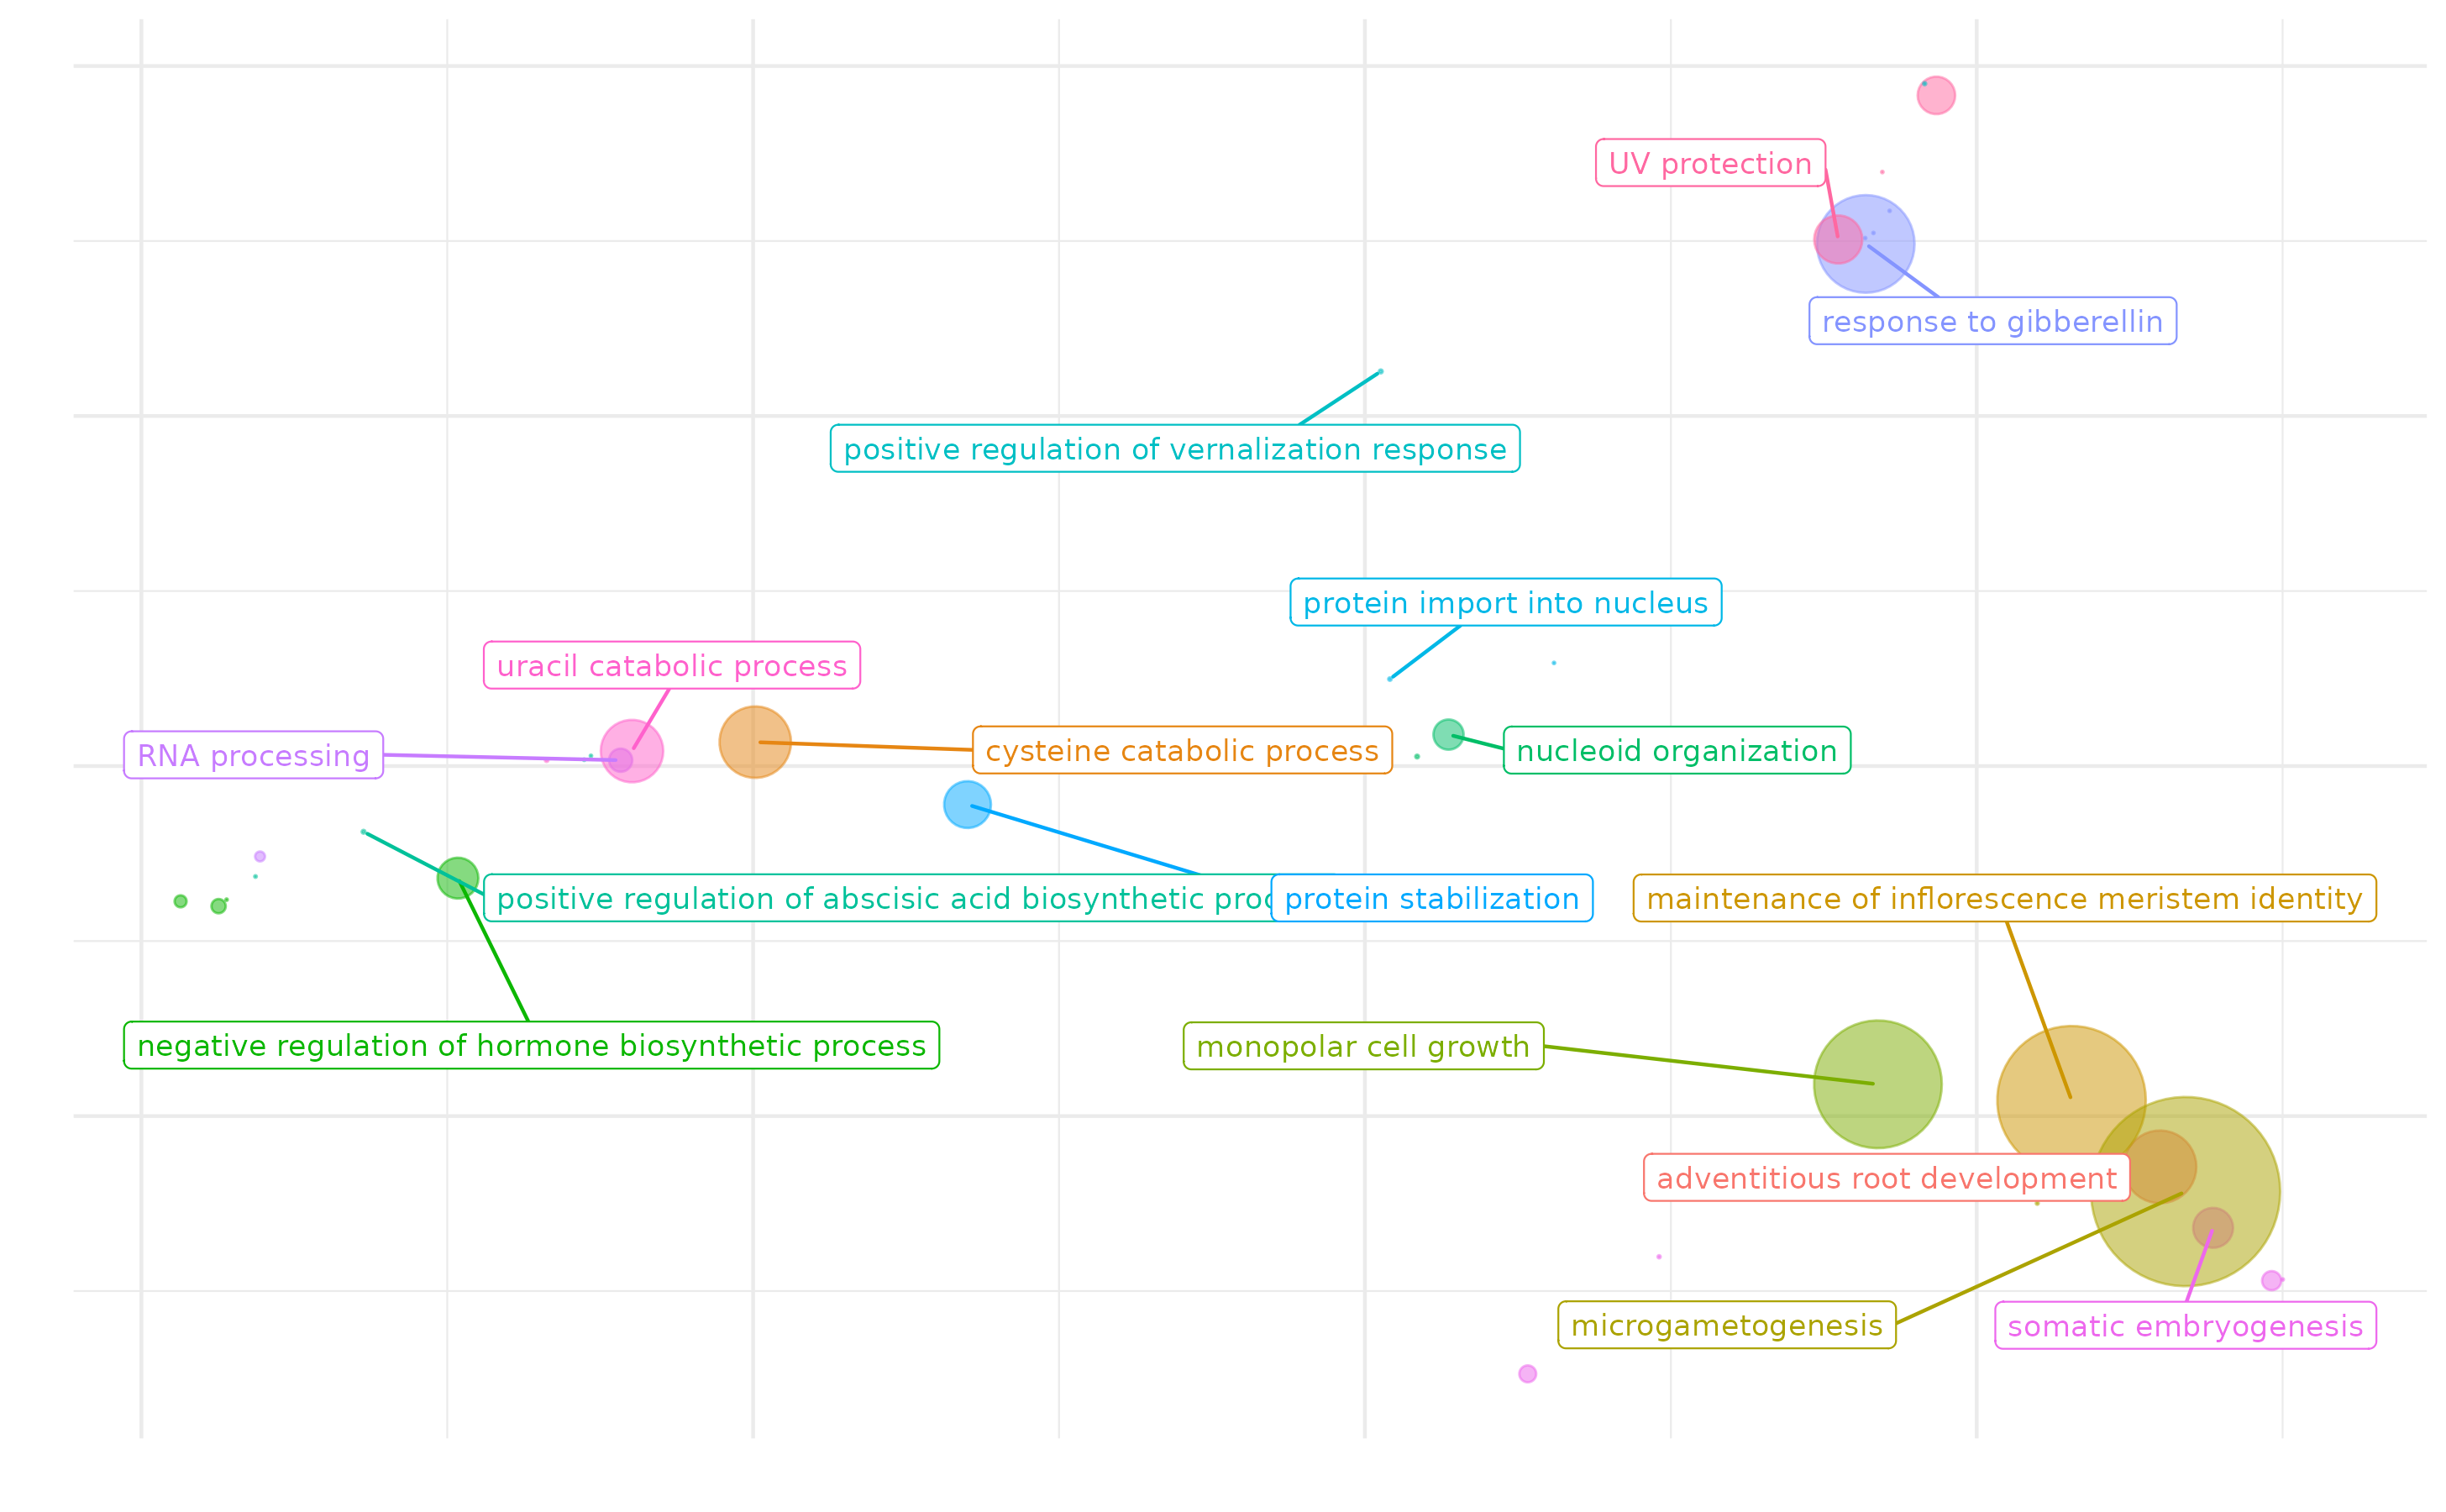 UV protection
response to gibberellin
positive regulation of vernalization response
protein import into nucleus
uracil catabolic process
RNA processing
cysteine catabolic process
nucleoid organization
positive regulation of abscisic acid biosynthetic
protein stabilization
maintenance of inflorescence meristem identity
negative regulation of hormone biosynthetic process
monopolar cell growth
adventitious root development
microgametogenesis
somatic embryogenesis